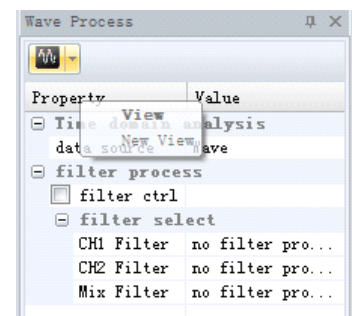 Wave Process
Property Value
View
Time domain analysis
New View
data source Wave
filter process
filter ctrl
filter select
CH1 Filter no filter pro...
CH2 Filter no filter pro...
Mix Filter no filter pro...